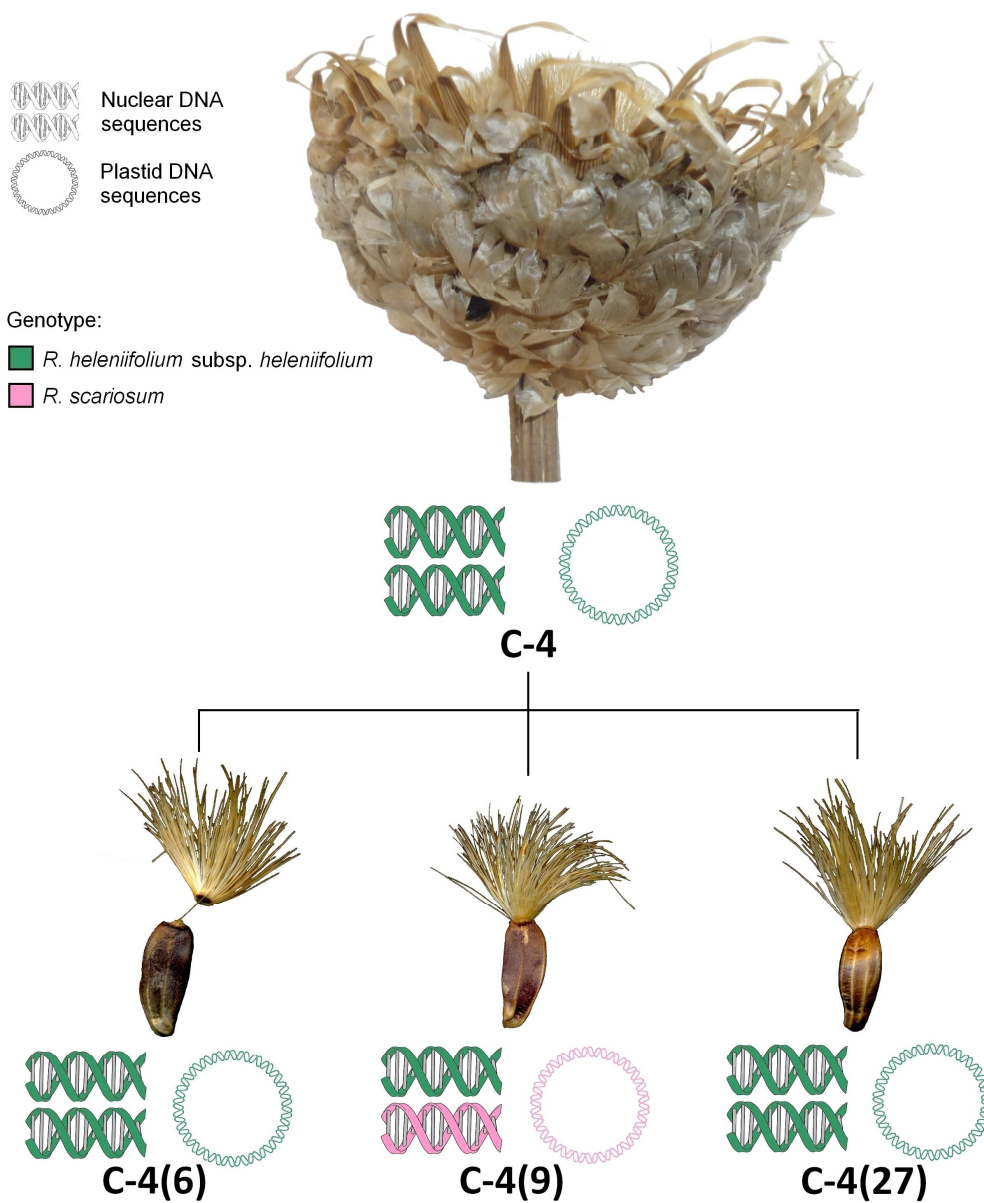 Nuclear DNA
sequences
Plastid DNA
sequences
Genotype:
R. heleniifolium subsp. heleniifolium
R. scariosum
C-4
C-4(6)
C-4(9)
C-4(27)